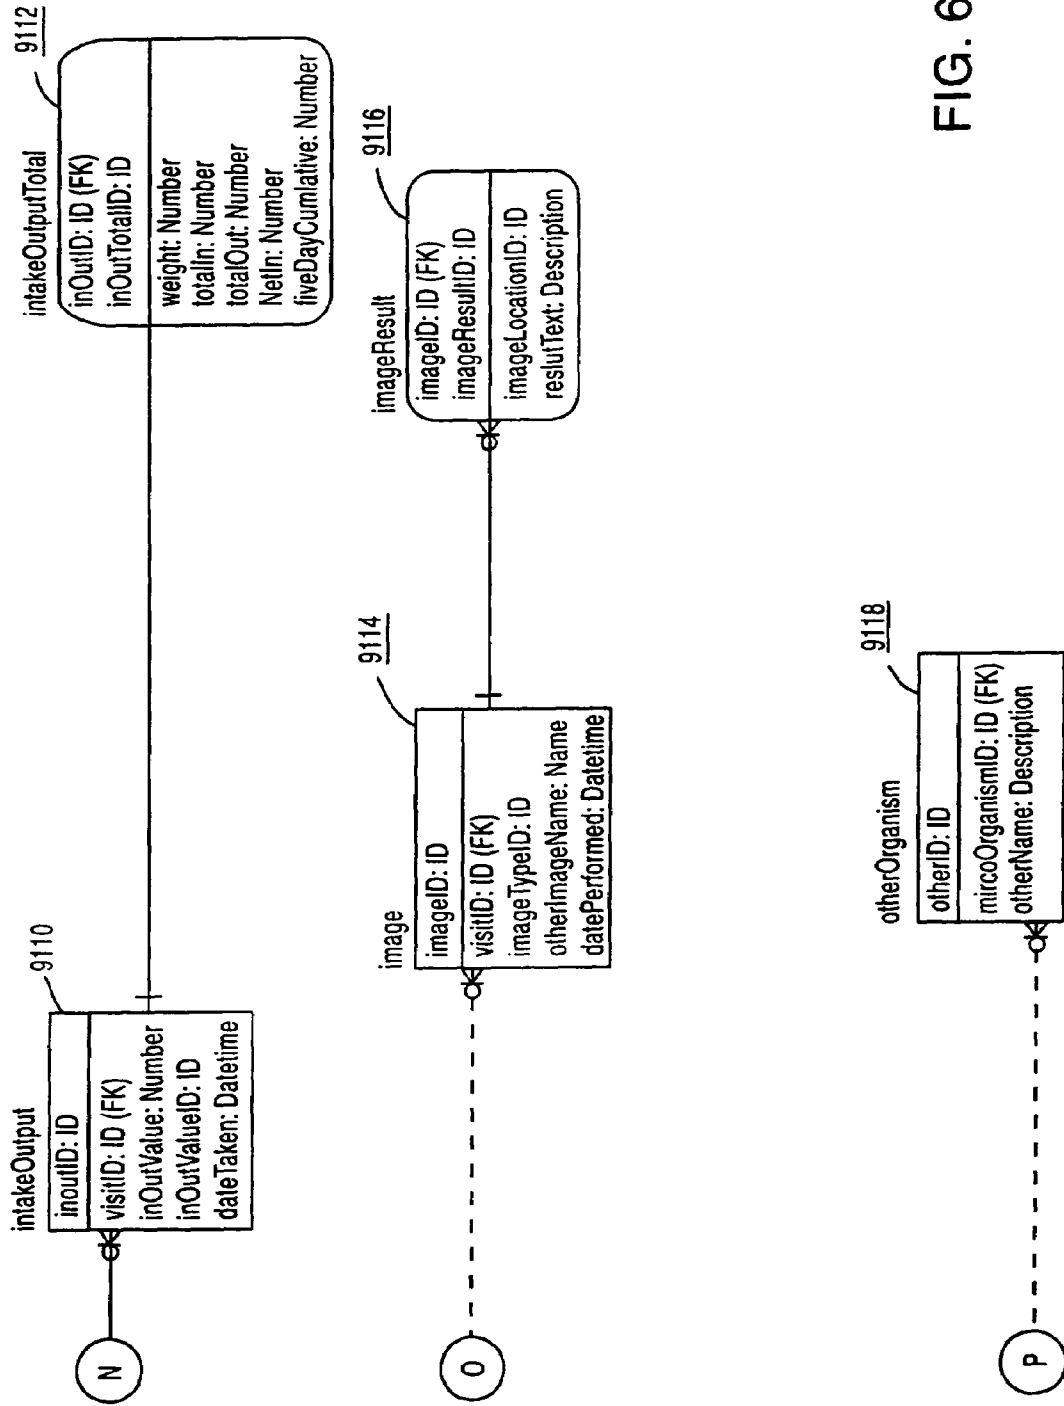 intakeOutput
9110
inoutID: ID
visitID: ID (FK)
inOutValue: Number
inOutValueID: ID
dateTaken: Datetime
N
intakeOutputTotal
9112
inOutID: ID (FK)
inOutTotalID: ID
weight: Number
totalIn: Number
totalOut: Number
NetIn: Number
fiveDayCumlative: Number
image
9114
imageID: ID
visitID: ID (FK)
imageTypeID: ID
otherImageName: Name
datePerformed: Datetime
O
imageResult
9116
imageID: ID (FK)
imageResultID: ID
imageLocationID: ID
reslutText: Description
otherOrganism
9118
otherID: ID
mircoOrganismID: ID (FK)
otherName: Description
P
FIG. 6